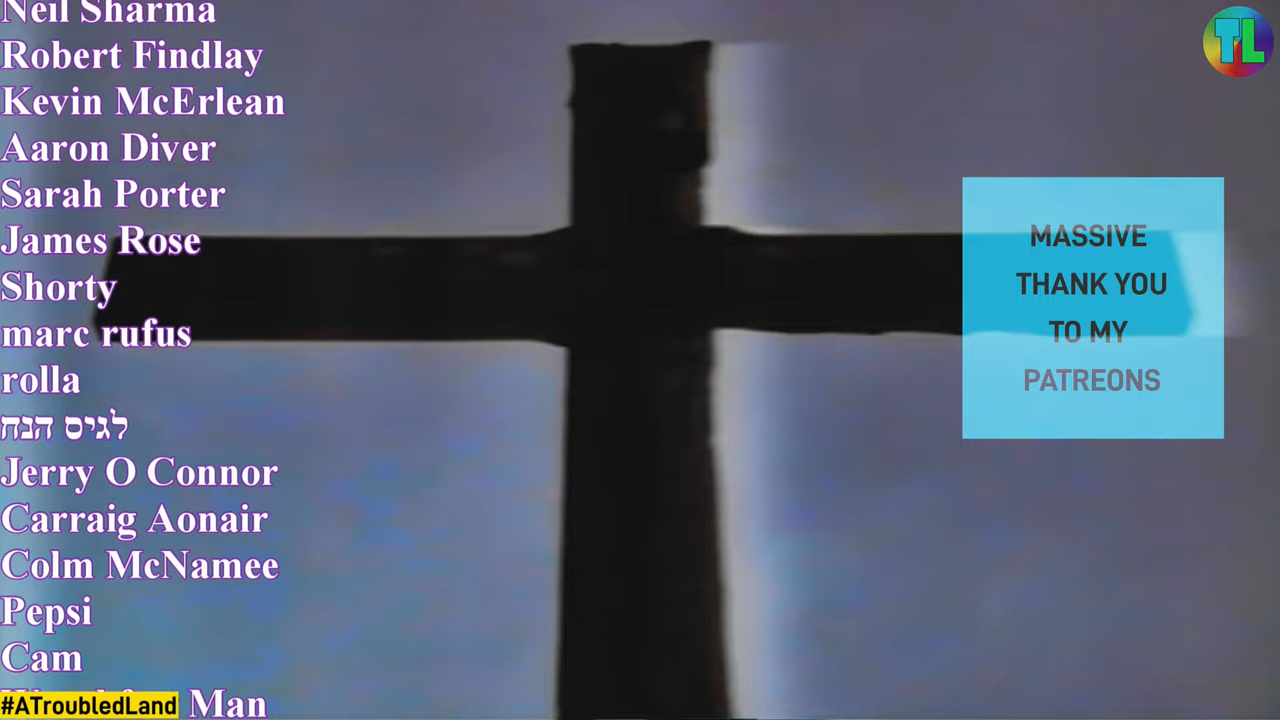 Neil Sharma
Robert Findlay
Kevin McErlean
Aaron Diver
Sarah Porter
James Rose
Shorty
marc rufus
rolla
לגיס הנח
Jerry O Connor
Carraig Aonair
Colm McNamee
Pepsi
Cam
Man
#ATroubledLand
TL
MASSIVE
THANK YOU
TO MY
PATREONS